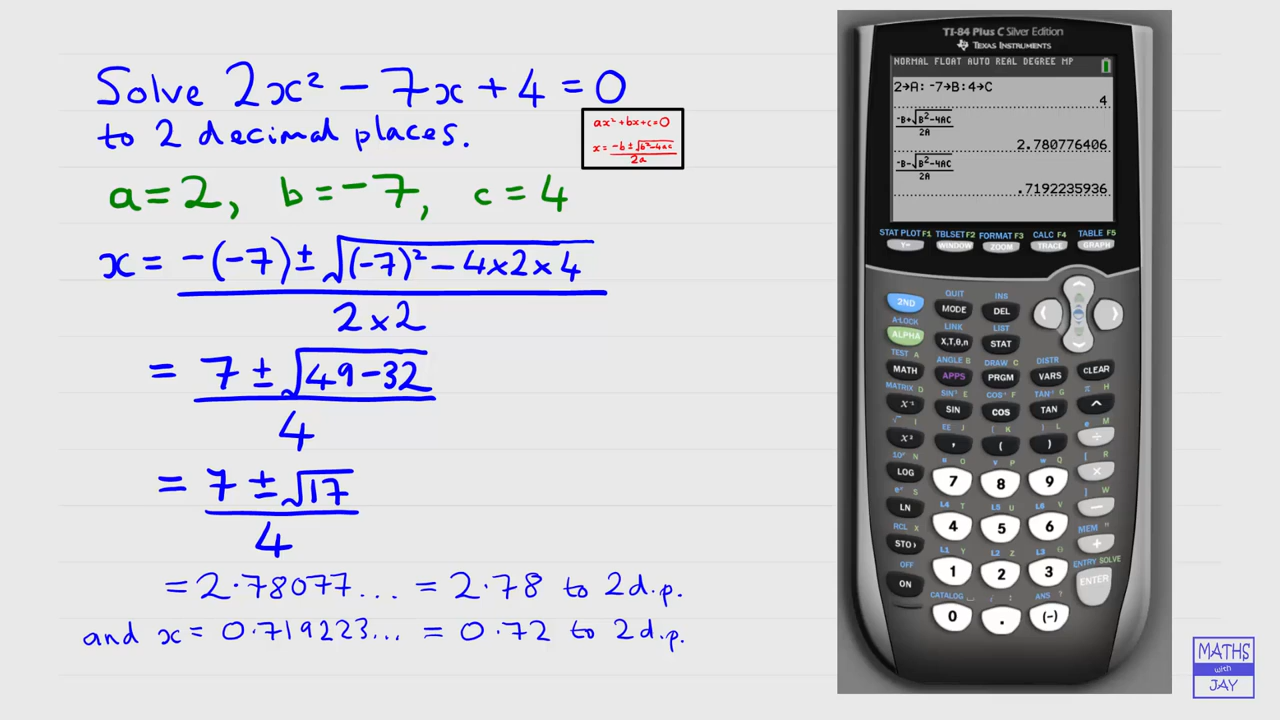 Solve 2x² - 7x + 4 = 0
to 2 decimal places.
ax² + bx + c = 0
x = (-b ± √(b² - 4ac)) / 2a
a = 2, b = -7, c = 4
x = (-(-7) ± √((-7)² - 4 × 2 × 4)) / (2 × 2)
= (7 ± √(49 - 32)) / 4
= (7 ± √17) / 4
= 2·78077... = 2·78 to 2 d.p.
and x = 0·719223... = 0·72 to 2 d.p.
TI-84 Plus C Silver Edition
TEXAS INSTRUMENTS
NORMAL FLOAT AUTO REAL DEGREE MP
2→A: -7→B:4→C
4
(-B+√(B²-4AC)) / 2A
2.780776406
(-B-√(B²-4AC)) / 2A
.7192235936
STAT PLOT F1 TBLSET F2 FORMAT F3 CALC F4 TABLE F5
Y= WINDOW ZOOM TRACE GRAPH
QUIT INS
2ND MODE DEL
A-LOCK LINK LIST
ALPHA X,T,θ,n STAT
TEST A ANGLE B DRAW C DISTR
MATH APPS PRGM VARS CLEAR
MATRIX D SIN⁻¹ E COS⁻¹ F TAN⁻¹ G π H
x⁻¹ SIN COS TAN ^
√ I EE J { K } L e M
x² , ( ) ÷
10ˣ N u O v P w Q [ R
LOG 7 8 9 ×
eˣ S L4 T L5 U L6 V ] W
LN 4 5 6 −
RCL X L1 Y L2 Z L3 θ MEM "
STO› 1 2 3 +
OFF CATALOG ⎵ i : ANS ? ENTRY SOLVE
ON 0 . (-) ENTER
MATHS
with
JAY